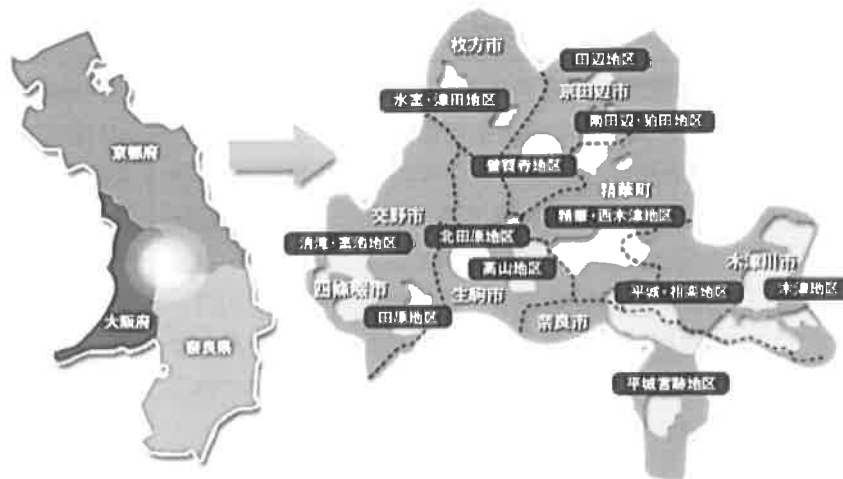 京都府
大阪府
奈良県
枚方市
田辺地区
氷室・津田地区
京田辺市
南田辺・狛田地区
普賢寺地区
精華町
交野市
精華・西木津地区
清滝・室池地区
北田原地区
木津川市
高山地区
四條畷市
生駒市
平城・相楽地区
木津地区
田原地区
奈良市
平城宮跡地区